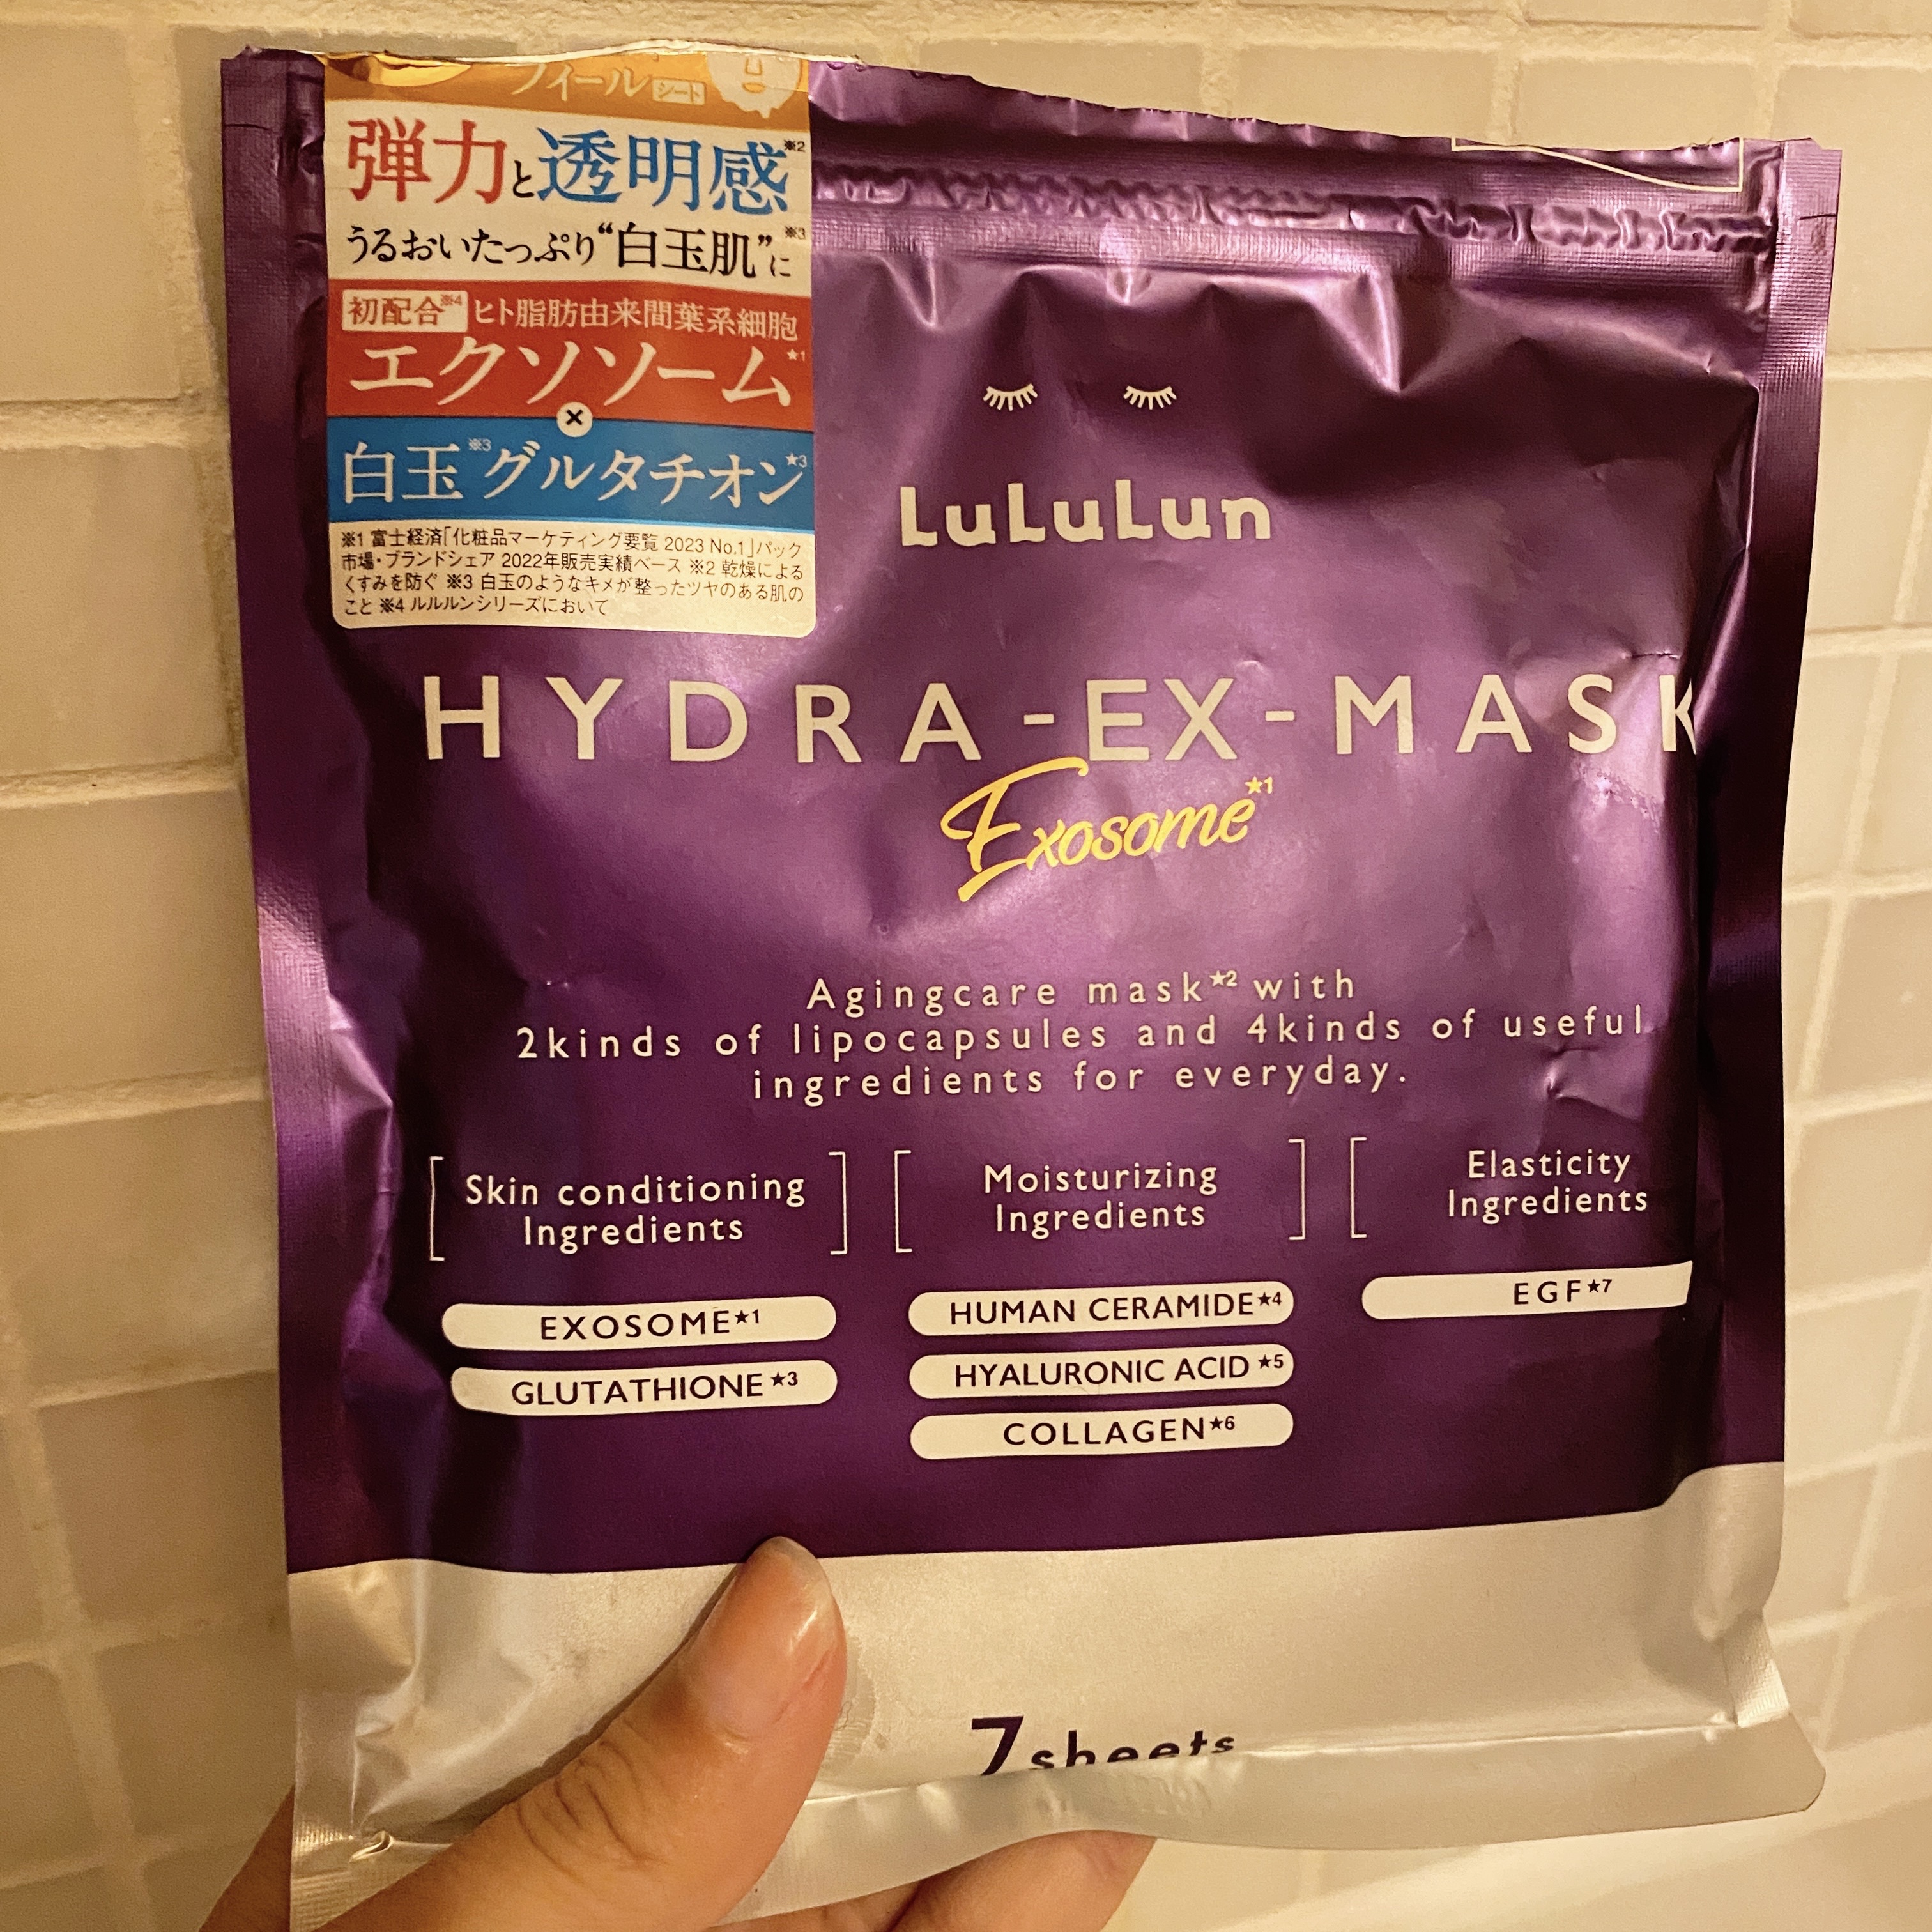 フィール シート
弾力と透明感※2
うるおいたっぷり“白玉肌”※3に
初配合※4 ヒト脂肪由来間葉系細胞
エクソソーム★1
×
白玉※3グルタチオン★3
※1 富士経済「化粧品マーケティング要覧 2023 No.1」パック
市場・ブランドシェア 2022年販売実績ベース ※2 乾燥による
くすみを防ぐ ※3 白玉のようなキメが整ったツヤのある肌の
こと ※4 ルルルンシリーズにおいて
LuLuLun
HYDRA-EX-MASK
Exosome★1
Agingcare mask★2 with
2kinds of lipocapsules and 4kinds of useful
ingredients for everyday.
Skin conditioning
Ingredients
EXOSOME★1
GLUTATHIONE★3
Moisturizing
Ingredients
HUMAN CERAMIDE★4
HYALURONIC ACID★5
COLLAGEN★6
Elasticity
Ingredients
EGF★7
7sheets